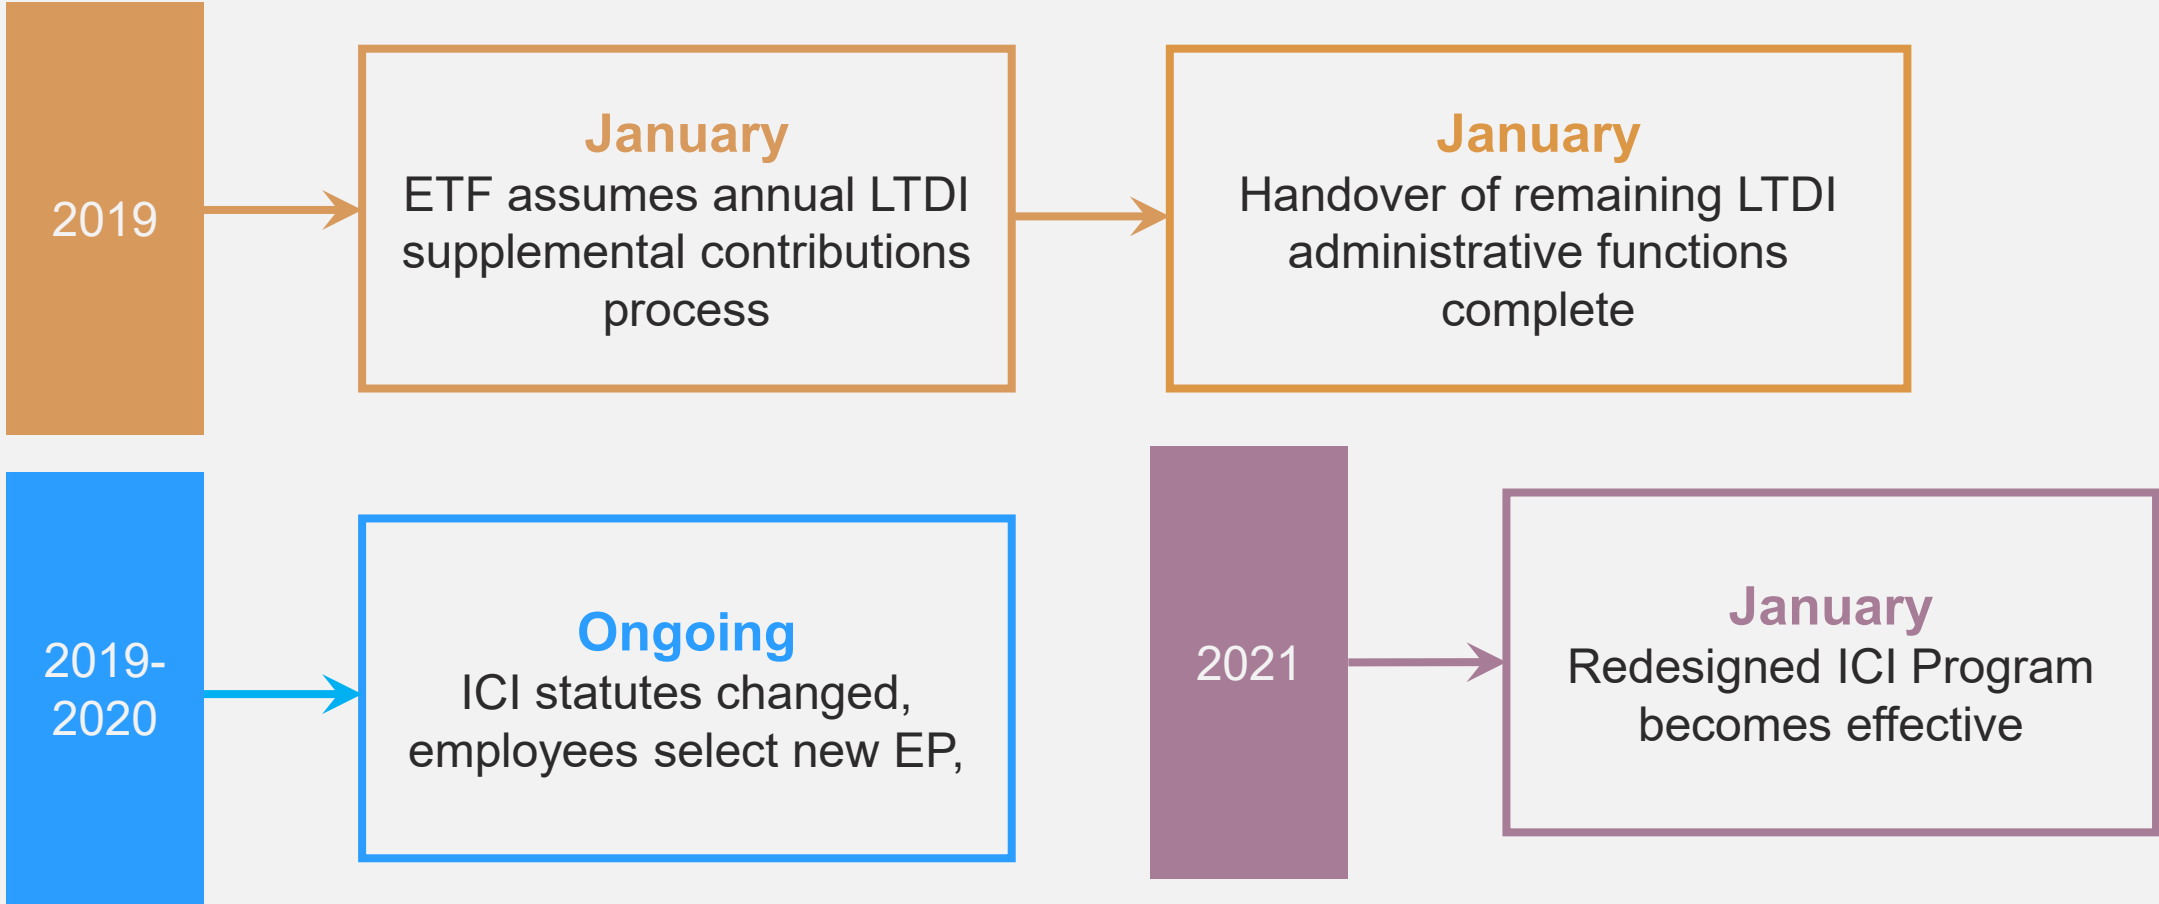 2019
January
ETF assumes annual LTDI
supplemental contributions
process
January
Handover of remaining LTDI
administrative functions
complete
2019-
2020
Ongoing
ICI statutes changed,
employees select new EP,
2021
January
Redesigned ICI Program
becomes effective